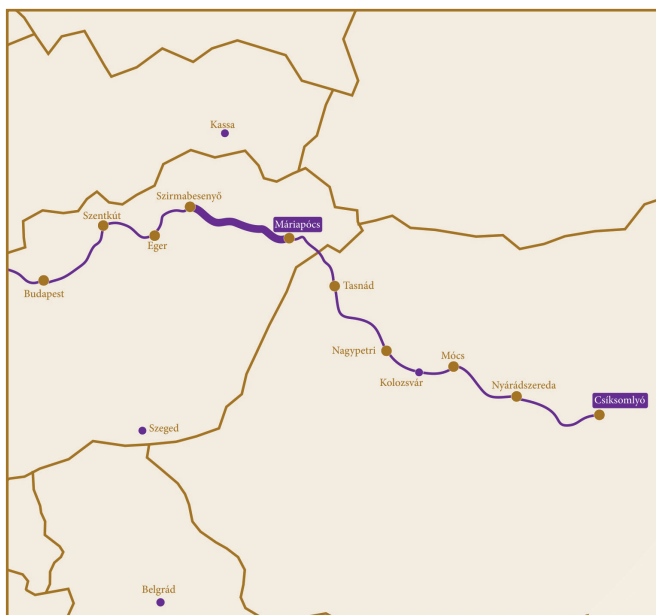 Kassa
Szirmabesenyő
Szentkút
Máriapócs
Eger
Budapest
Tasnád
Nagypetri
Mócs
Kolozsvár
Nyárádszereda
Csíksomlyó
Szeged
Belgrád